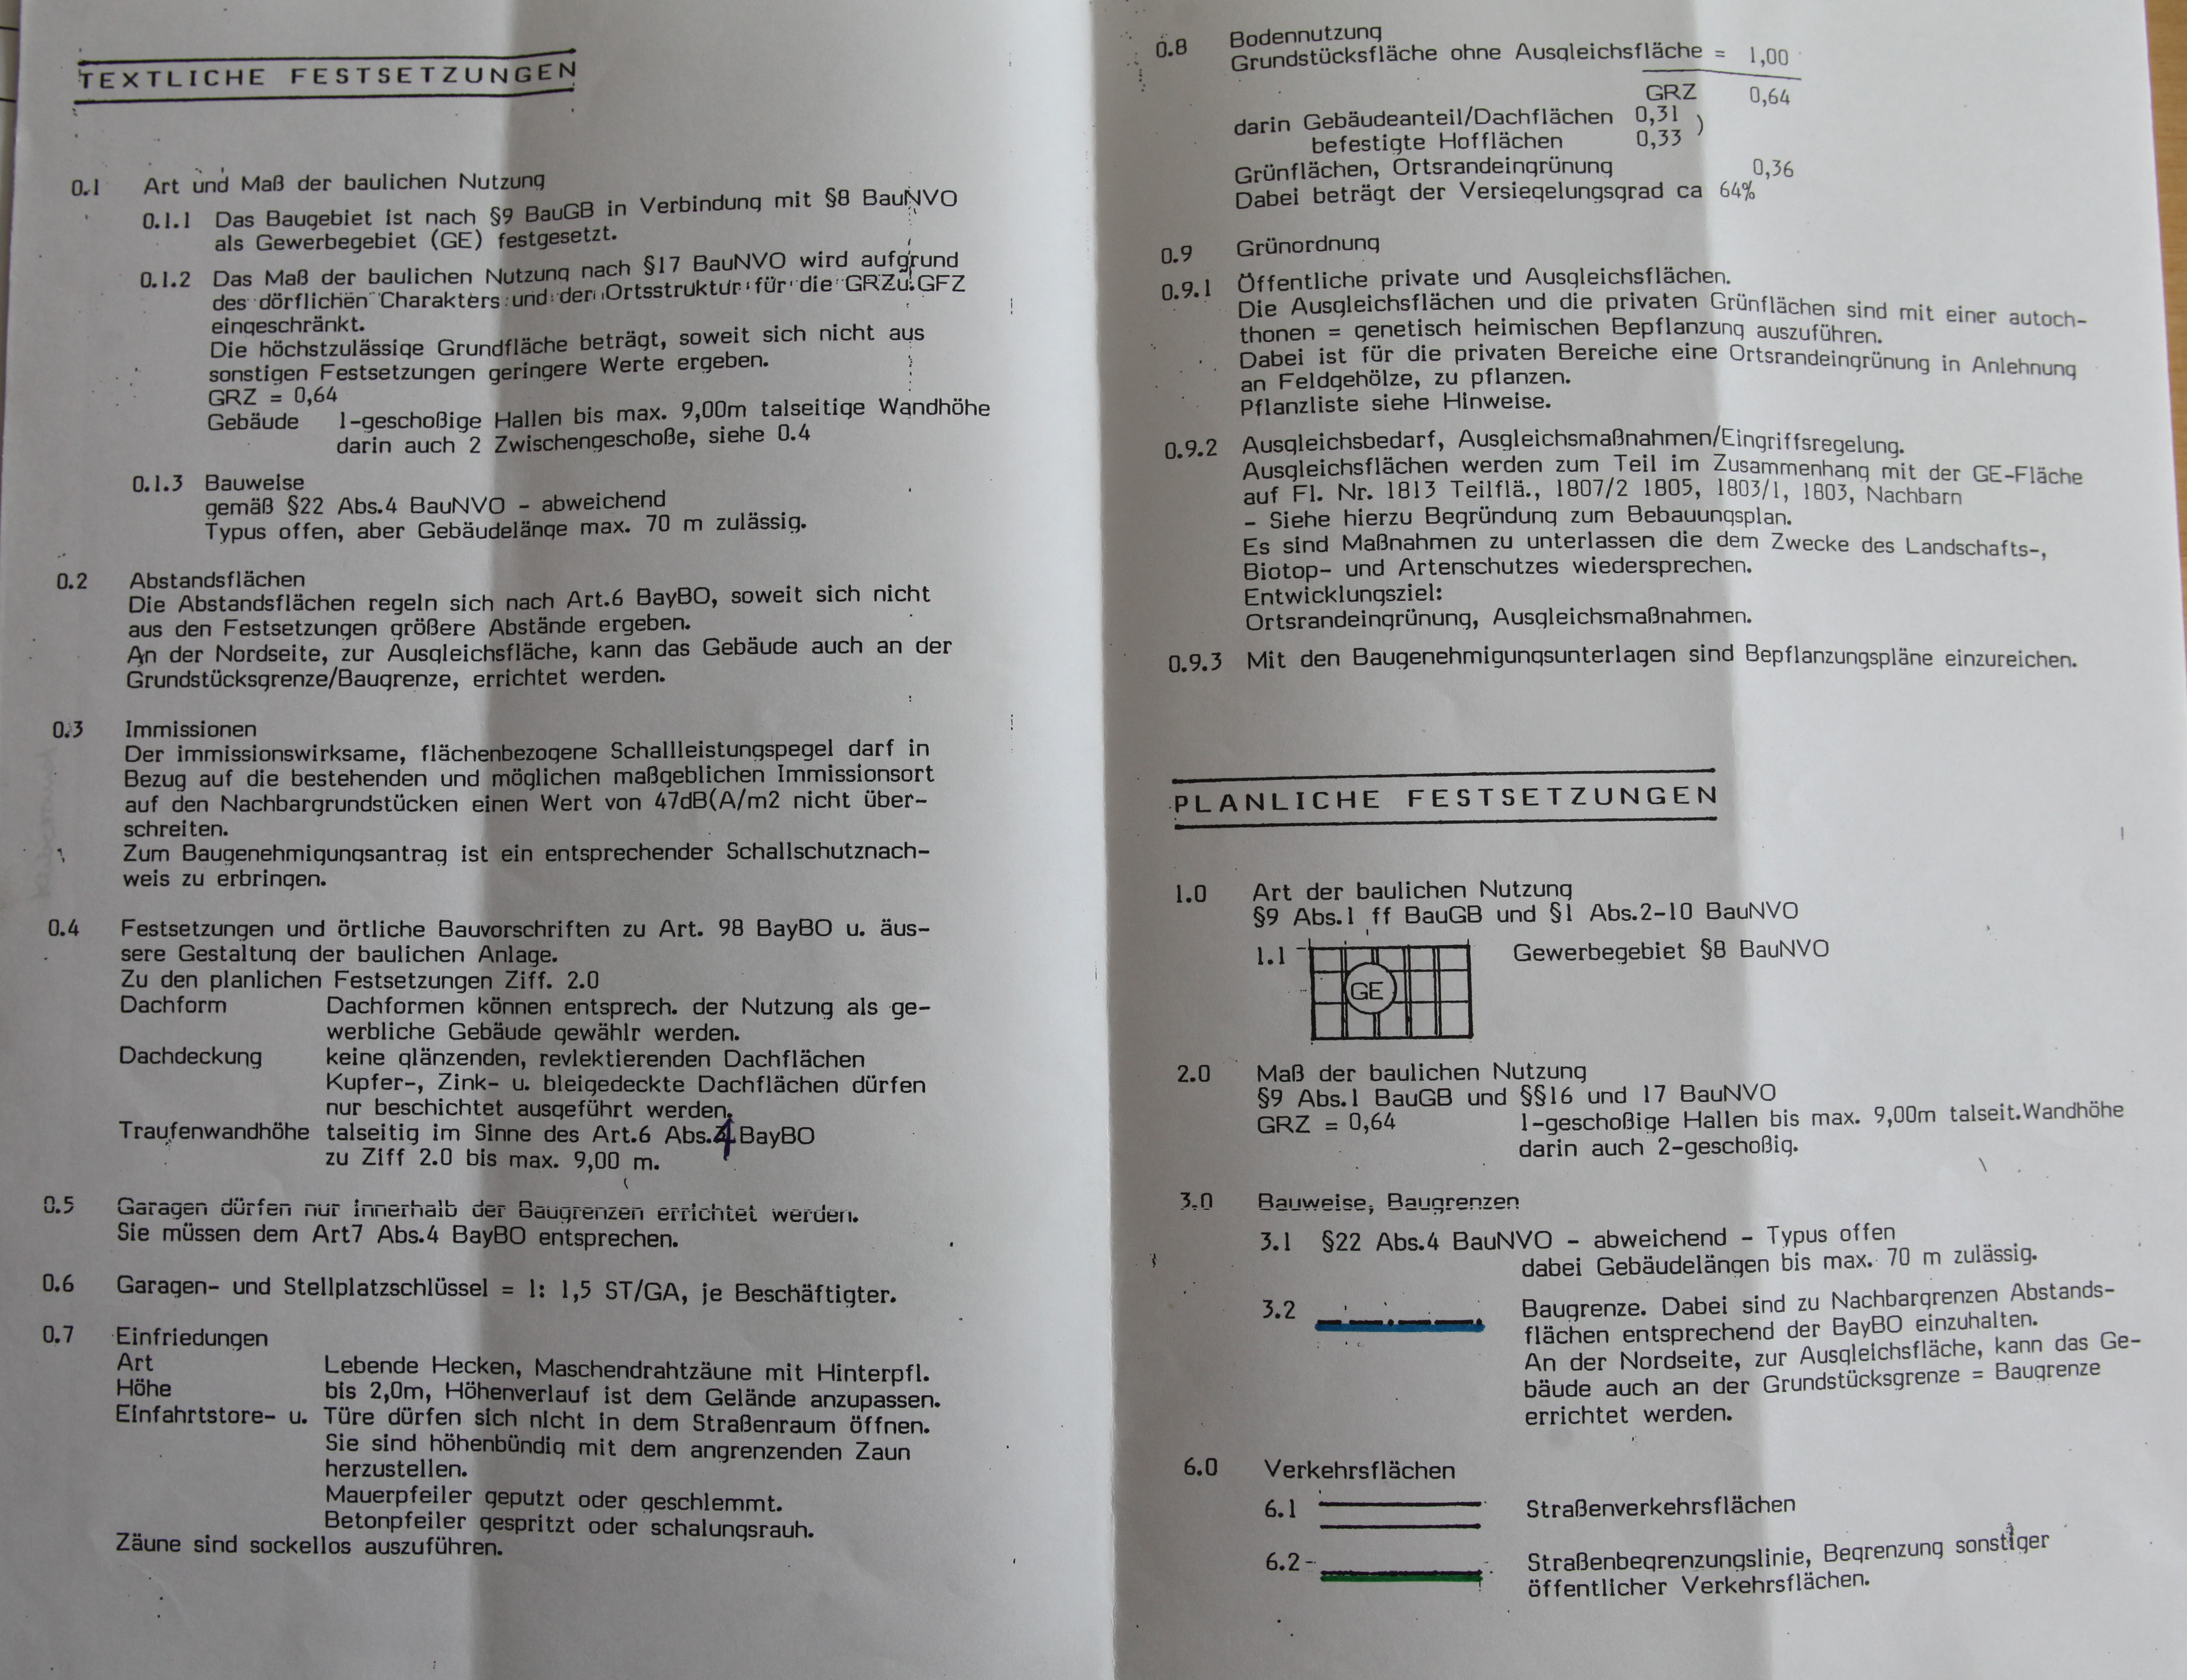 TEXTLICHE FESTSETZUNGEN
0.1 Art und Maß der baulichen Nutzung
0.1.1 Das Baugebiet ist nach §9 BauGB in Verbindung mit §8 BauNVO
als Gewerbegebiet (GE) festgesetzt.
0.1.2 Das Maß der baulichen Nutzung nach §17 BauNVO wird aufgrund
des dörflichen Charakters und der Ortsstruktur für die GRZu.GFZ
eingeschränkt.
Die höchstzulässige Grundfläche beträgt, soweit sich nicht aus
sonstigen Festsetzungen geringere Werte ergeben.
GRZ = 0,64
Gebäude 1-geschoßige Hallen bis max. 9,00m talseitige Wandhöhe
darin auch 2 Zwischengeschoße, siehe 0.4
0.1.3 Bauweise
gemäß §22 Abs.4 BauNVO - abweichend
Typus offen, aber Gebäudelänge max. 70 m zulässig.
0.2 Abstandsflächen
Die Abstandsflächen regeln sich nach Art.6 BayBO, soweit sich nicht
aus den Festsetzungen größere Abstände ergeben.
An der Nordseite, zur Ausgleichsfläche, kann das Gebäude auch an der
Grundstücksgrenze/Baugrenze, errichtet werden.
0.3 Immissionen
Der immissionswirksame, flächenbezogene Schallleistungspegel darf in
Bezug auf die bestehenden und möglichen maßgeblichen Immissionsort
auf den Nachbargrundstücken einen Wert von 47dB(A/m2 nicht über-
schreiten.
Zum Baugenehmigungsantrag ist ein entsprechender Schallschutznach-
weis zu erbringen.
0.4 Festsetzungen und örtliche Bauvorschriften zu Art. 98 BayBO u. äus-
sere Gestaltung der baulichen Anlage.
Zu den planlichen Festsetzungen Ziff. 2.0
Dachform Dachformen können entsprech. der Nutzung als ge-
werbliche Gebäude gewählr werden.
Dachdeckung keine glänzenden, revlektierenden Dachflächen
Kupfer-, Zink- u. bleigedeckte Dachflächen dürfen
nur beschichtet ausgeführt werden.
Traufenwandhöhe talseitig im Sinne des Art.6 Abs.4 BayBO
zu Ziff 2.0 bis max. 9,00 m.
0.5 Garagen dürfen nur innerhalb der Baugrenzen errichtet werden.
Sie müssen dem Art7 Abs.4 BayBO entsprechen.
0.6 Garagen- und Stellplatzschlüssel = 1: 1,5 ST/GA, je Beschäftigter.
0.7 Einfriedungen
Art Lebende Hecken, Maschendrahtzäune mit Hinterpfl.
Höhe bis 2,0m, Höhenverlauf ist dem Gelände anzupassen.
Einfahrtstore- u. Türe dürfen sich nicht in dem Straßenraum öffnen.
Sie sind höhenbündig mit dem angrenzenden Zaun
herzustellen.
Mauerpfeiler geputzt oder geschlemmt.
Betonpfeiler gespritzt oder schalungsrauh.
Zäune sind sockellos auszuführen.
0.8 Bodennutzung
Grundstücksfläche ohne Ausgleichsfläche = 1,00
GRZ 0,64
darin Gebäudeanteil/Dachflächen 0,31 )
befestigte Hofflächen 0,33
Grünflächen, Ortsrandeingrünung 0,36
Dabei beträgt der Versiegelungsgrad ca 64%
0.9 Grünordnung
0.9.1 Öffentliche private und Ausgleichsflächen.
Die Ausgleichsflächen und die privaten Grünflächen sind mit einer autoch-
thonen = genetisch heimischen Bepflanzung auszuführen.
Dabei ist für die privaten Bereiche eine Ortsrandeingrünung in Anlehnung
an Feldgehölze, zu pflanzen.
Pflanzliste siehe Hinweise.
0.9.2 Ausgleichsbedarf, Ausgleichsmaßnahmen/Eingriffsregelung.
Ausgleichsflächen werden zum Teil im Zusammenhang mit der GE-Fläche
auf Fl. Nr. 1813 Teilflä., 1807/2 1805, 1803/1, 1803, Nachbarn
- Siehe hierzu Begründung zum Bebauungsplan.
Es sind Maßnahmen zu unterlassen die dem Zwecke des Landschafts-,
Biotop- und Artenschutzes wiedersprechen.
Entwicklungsziel:
Ortsrandeingrünung, Ausgleichsmaßnahmen.
0.9.3 Mit den Baugenehmigungsunterlagen sind Bepflanzungspläne einzureichen.
PLANLICHE FESTSETZUNGEN
1.0 Art der baulichen Nutzung
§9 Abs.1 ff BauGB und §1 Abs.2-10 BauNVO
1.1 GE Gewerbegebiet §8 BauNVO
2.0 Maß der baulichen Nutzung
§9 Abs.1 BauGB und §§16 und 17 BauNVO
GRZ = 0,64 1-geschoßige Hallen bis max. 9,00m talseit.Wandhöhe
darin auch 2-geschoßig.
3.0 Bauweise, Baugrenzen
3.1 §22 Abs.4 BauNVO - abweichend - Typus offen
dabei Gebäudelängen bis max. 70 m zulässig.
3.2 Baugrenze. Dabei sind zu Nachbargrenzen Abstands-
flächen entsprechend der BayBO einzuhalten.
An der Nordseite, zur Ausgleichsfläche, kann das Ge-
bäude auch an der Grundstücksgrenze = Baugrenze
errichtet werden.
6.0 Verkehrsflächen
6.1 Straßenverkehrsflächen
6.2 Straßenbegrenzungslinie, Begrenzung sonstiger
öffentlicher Verkehrsflächen.